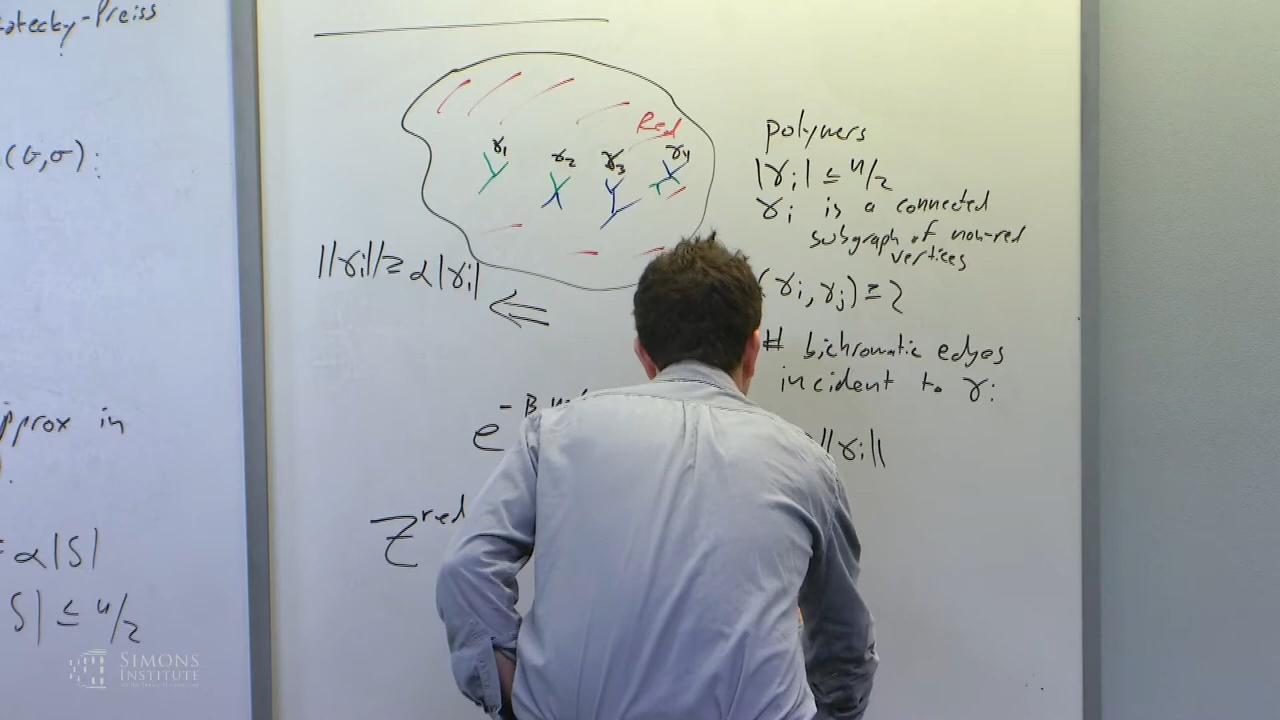 -Preiss
(G,σ):
pprox in
= α|S|
S| ≤ n/2
SIMONS
INSTITUTE
Red
γ1
γ2
γ3
γ4
||γi|| ≥ α|γi|
⇐
polymers
|γi| ≤ n/2
γi is a connected
subgraph of non-red
vertices
(γi, γj) ≥ 2
# bichromatic edges
incident to γi
e^-B
||γi||
Z^red